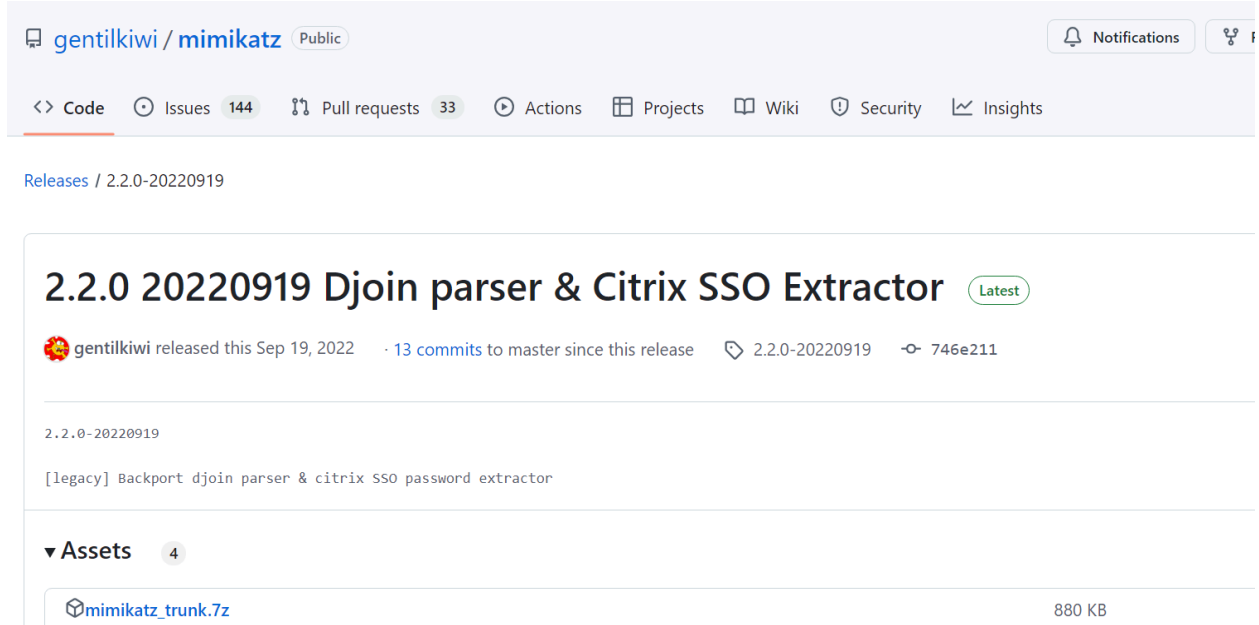 gentilkiwi / mimikatz Public Notifications
Code Issues 144 Pull requests 33 Actions Projects Wiki Security Insights
Releases / 2.2.0-20220919
2.2.0 20220919 Djoin parser & Citrix SSO Extractor Latest
gentilkiwi released this Sep 19, 2022 · 13 commits to master since this release 2.2.0-20220919 746e211
2.2.0-20220919
[legacy] Backport djoin parser & citrix SSO password extractor
Assets 4
mimikatz_trunk.7z 880 KB